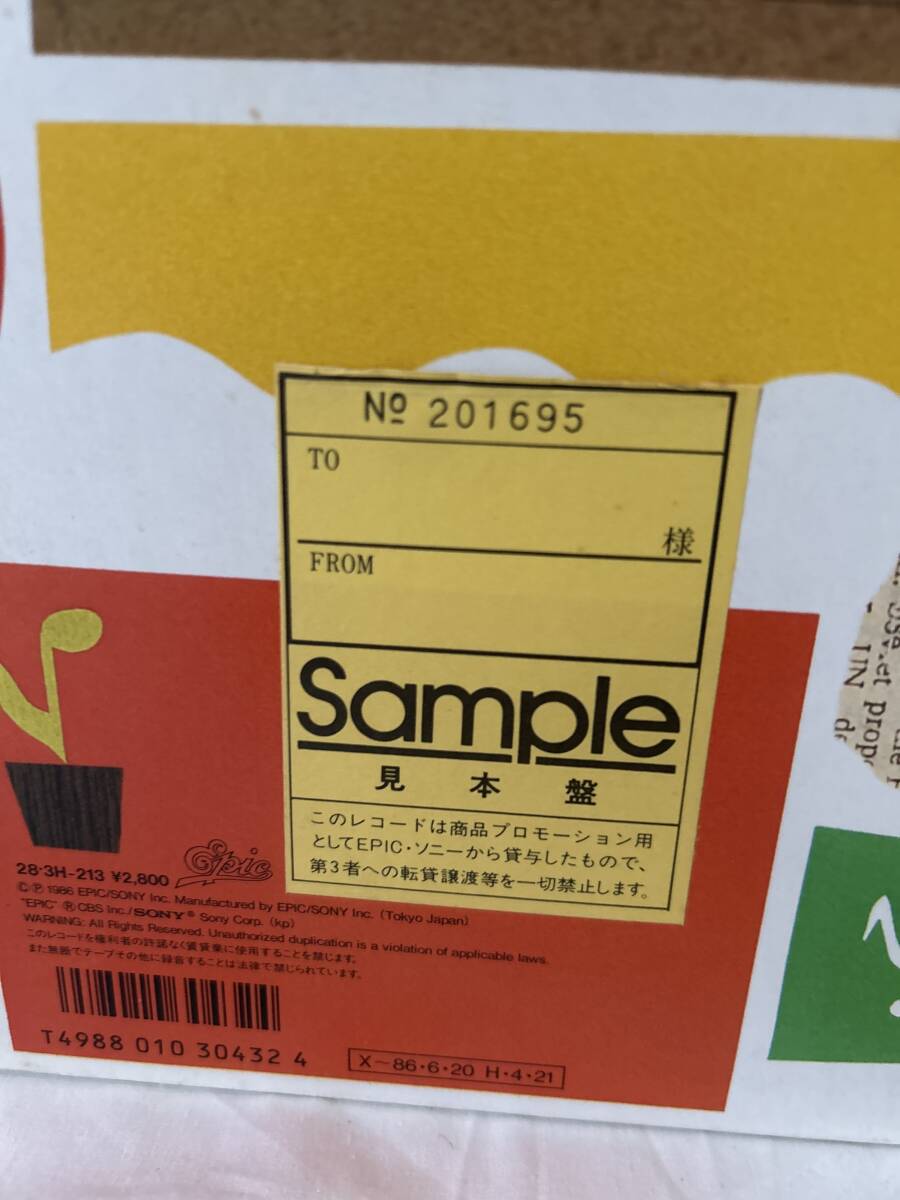 № 201695
TO
様
FROM
Sample
見本盤
このレコードは商品プロモーション用
としてEPIC・ソニーから貸与したもので、
第3者への転貸譲渡等を一切禁止します。
28・3H-213 ¥2,800 Epic
©℗ 1986 EPIC/SONY Inc. Manufactured by EPIC/SONY Inc. (Tokyo Japan)
"EPIC" ® CBS Inc./SONY® Sony Corp. (kp)
WARNING: All Rights Reserved. Unauthorized duplication is a violation of applicable laws.
このレコードを権利者の許諾なく賃貸業に使用することを禁じます。
また無断でテープその他に録音することは法律で禁じられています。
T4988 010 30432 4
X～86・6・20 H・4・21
prop
UN